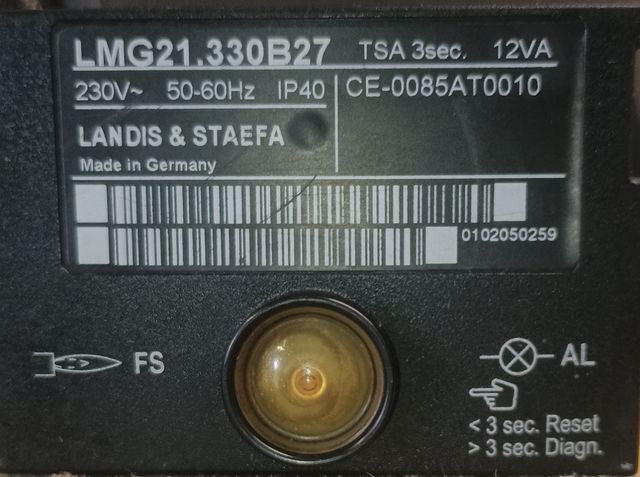 LMG21.330B27 TSA 3sec. 12VA
230V~ 50-60Hz IP40 CE-0085AT0010
LANDIS & STAEFA
Made in Germany
0102050259
FS
AL
< 3 sec. Reset
> 3 sec. Diagn.